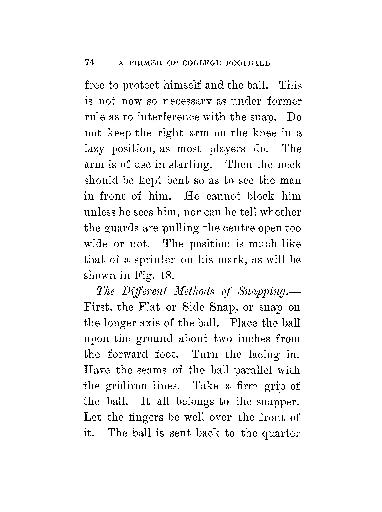 74 A PRIMER OF COLLEGE FOOTBALL
free to protect himself and the ball. This
is not now so necessary as under former
rule as to interference with the snap. Do
not keep the right arm on the knee in a
lazy position, as most players do. The
arm is of use in starting. Then the neck
should be kept bent so as to see the man
in front of him. He cannot block him
unless he sees him, nor can he tell whether
the guards are pulling the centre open too
wide or not. The position is much like
that of a sprinter on his mark, as will be
shown in Fig. 18.
The Different Methods of Snapping.—
First, the Flat or Side Snap, or snap on
the longer axis of the ball. Place the ball
upon the ground about two inches from
the forward foot. Turn the lacing in.
Have the seams of the ball parallel with
the gridiron lines. Take a firm grip of
the ball. It all belongs to the snapper.
Let the fingers be well over the front of
it. The ball is sent back to the quarter